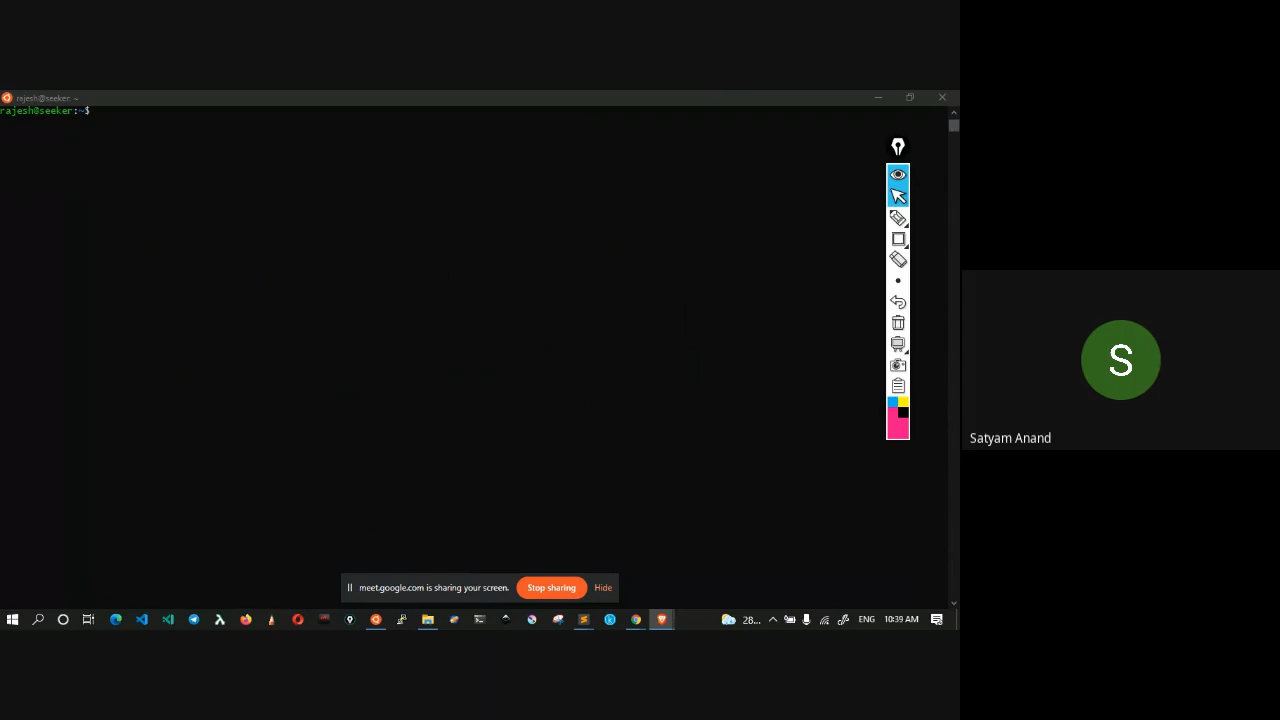 rajesh@seeker: ~
rajesh@seeker:~$
S
Satyam Anand
meet.google.com is sharing your screen.
Stop sharing
Hide
28...
ENG
10:39 AM